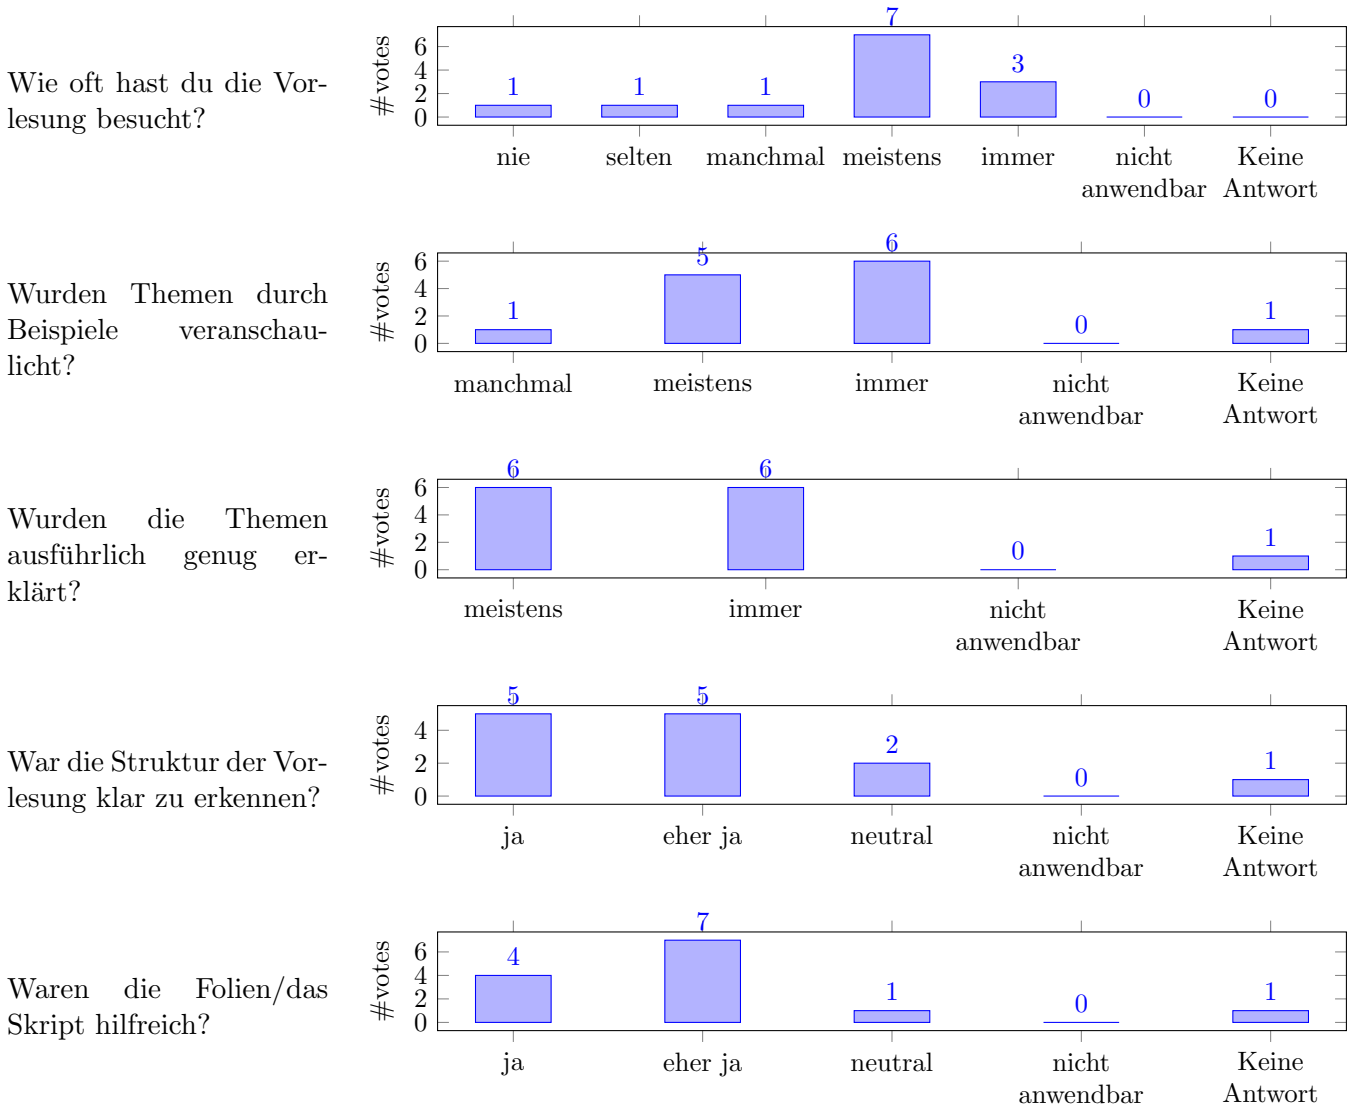 Wie oft hast du die Vor-
lesung besucht?
#votes
6
4
2
0
1 1 1 7 3 0 0
nie selten manchmal meistens immer nicht Keine
anwendbar Antwort
Wurden Themen durch
Beispiele veranschau-
licht?
#votes
6
4
2
0
1 5 6 0 1
manchmal meistens immer nicht Keine
anwendbar Antwort
Wurden die Themen
ausführlich genug er-
klärt?
#votes
6
4
2
0
6 6 0 1
meistens immer nicht Keine
anwendbar Antwort
War die Struktur der Vor-
lesung klar zu erkennen?
#votes
4
2
0
5 5 2 0 1
ja eher ja neutral nicht Keine
anwendbar Antwort
Waren die Folien/das
Skript hilfreich?
#votes
6
4
2
0
4 7 1 0 1
ja eher ja neutral nicht Keine
anwendbar Antwort